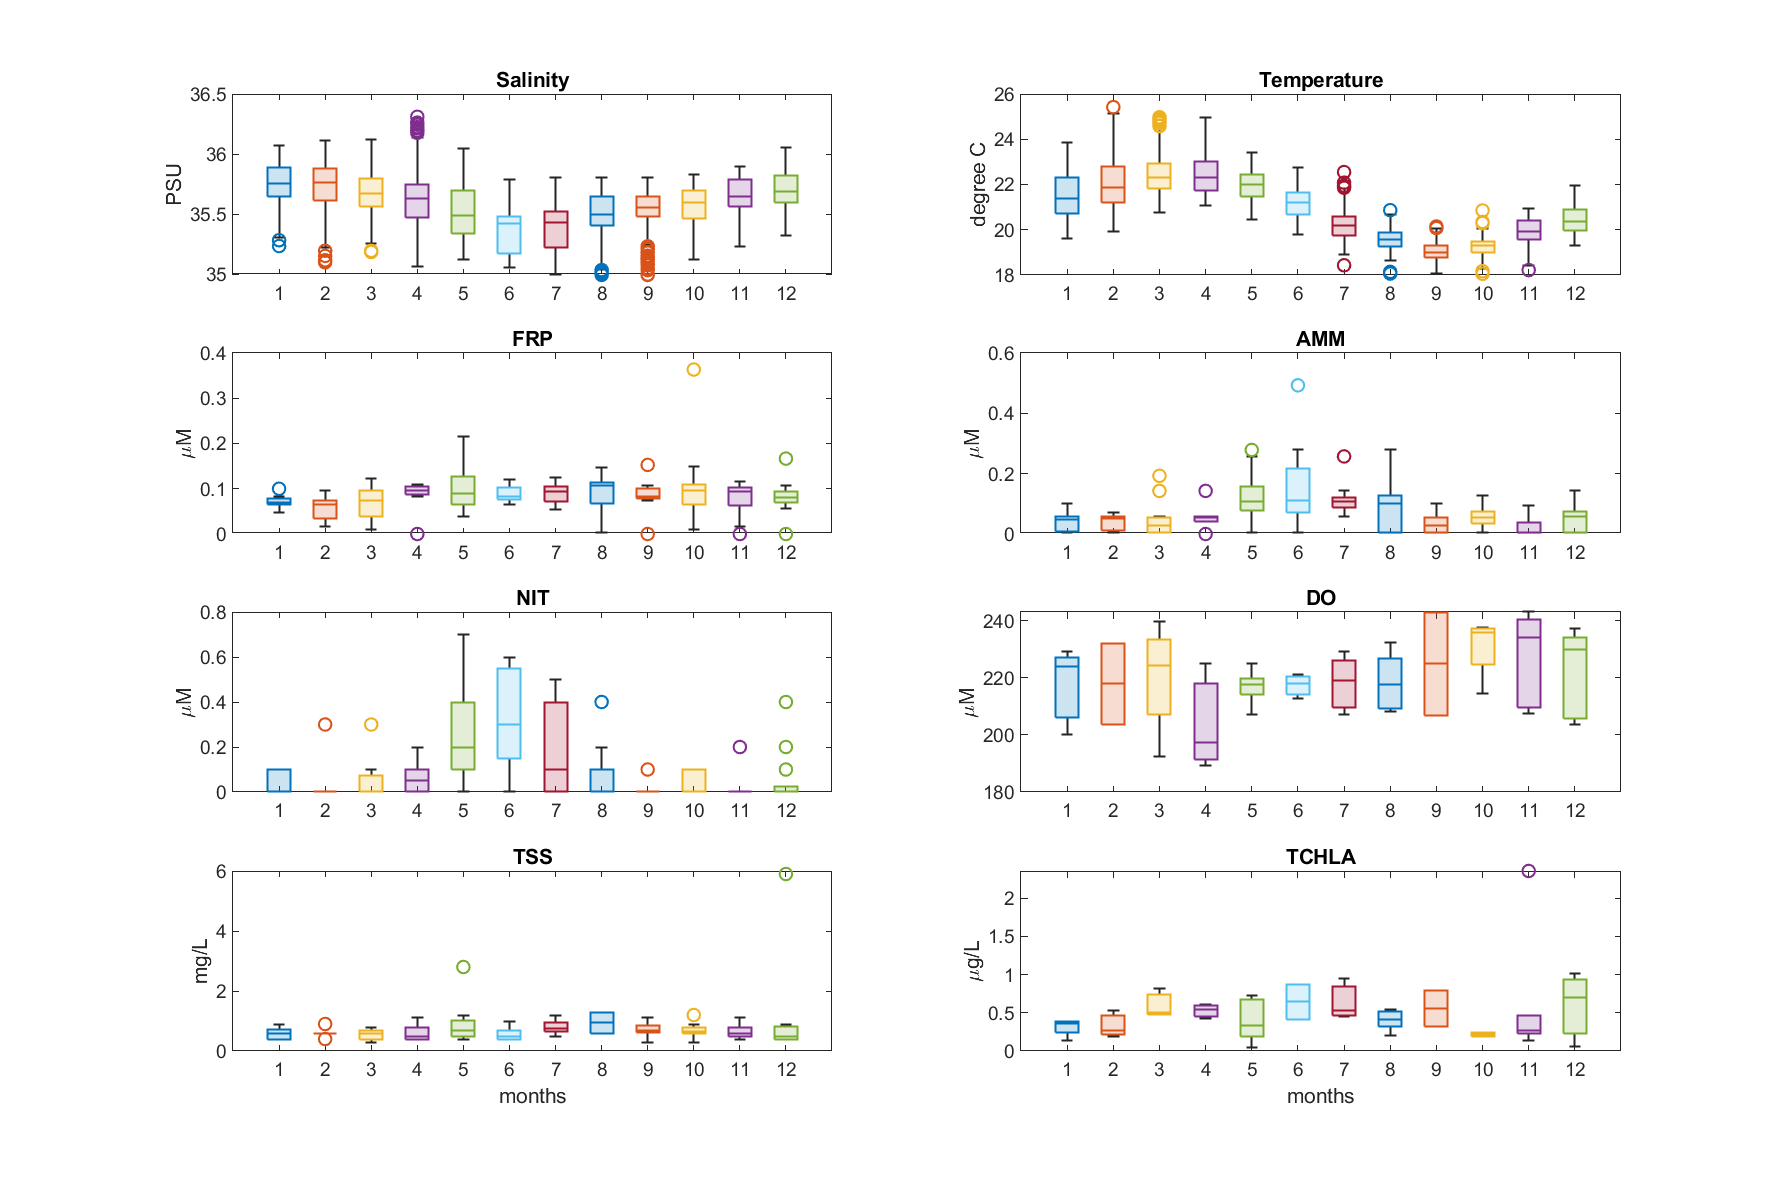 Salinity
36.5
36
35.5
35
PSU
1 2 3 4 5 6 7 8 9 10 11 12
Temperature
26
24
22
20
18
degree C
1 2 3 4 5 6 7 8 9 10 11 12
FRP
0.4
0.3
0.2
0.1
0
μM
1 2 3 4 5 6 7 8 9 10 11 12
AMM
0.6
0.4
0.2
0
μM
1 2 3 4 5 6 7 8 9 10 11 12
NIT
0.8
0.6
0.4
0.2
0
μM
1 2 3 4 5 6 7 8 9 10 11 12
DO
240
220
200
180
μM
1 2 3 4 5 6 7 8 9 10 11 12
TSS
6
4
2
0
mg/L
1 2 3 4 5 6 7 8 9 10 11 12
months
TCHLA
2
1.5
1
0.5
0
μg/L
1 2 3 4 5 6 7 8 9 10 11 12
months